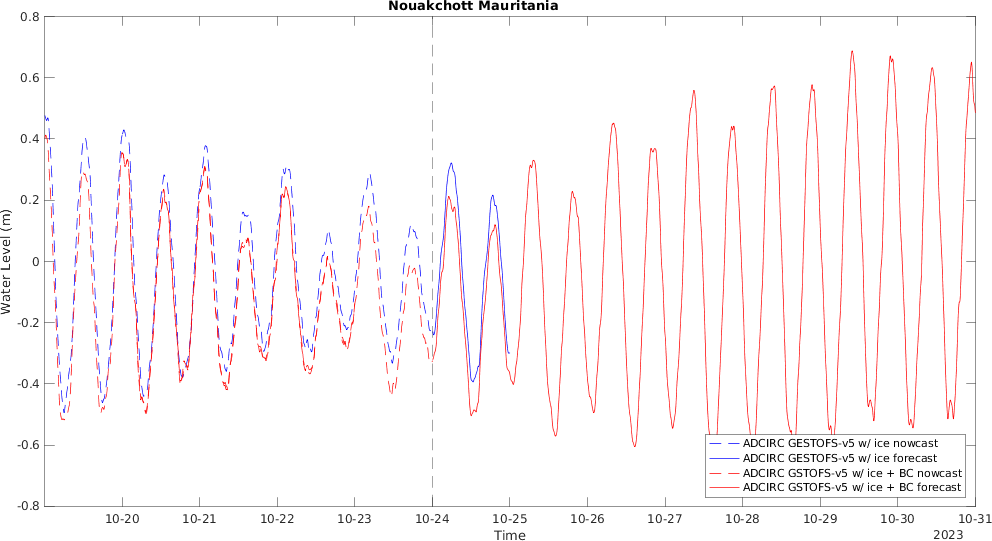 Nouakchott Mauritania
Water Level (m)
0.8
0.6
0.4
0.2
0
-0.2
-0.4
-0.6
-0.8
10-20 10-21 10-22 10-23 10-24 10-25 10-26 10-27 10-28 10-29 10-30 10-31
Time
2023
ADCIRC GESTOFS-v5 w/ ice nowcast
ADCIRC GESTOFS-v5 w/ ice forecast
ADCIRC GSTOFS-v5 w/ ice + BC nowcast
ADCIRC GSTOFS-v5 w/ ice + BC forecast